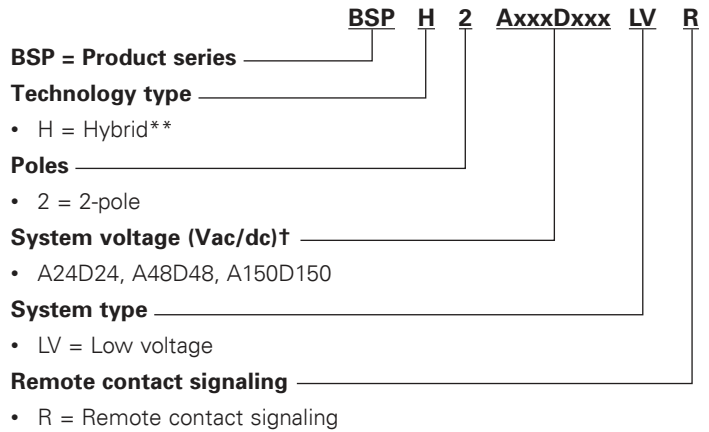 BSP H 2 AxxxDxxx LV R
BSP = Product series
Technology type
• H = Hybrid**
Poles
• 2 = 2-pole
System voltage (Vac/dc)†
• A24D24, A48D48, A150D150
System type
• LV = Low voltage
Remote contact signaling
• R = Remote contact signaling